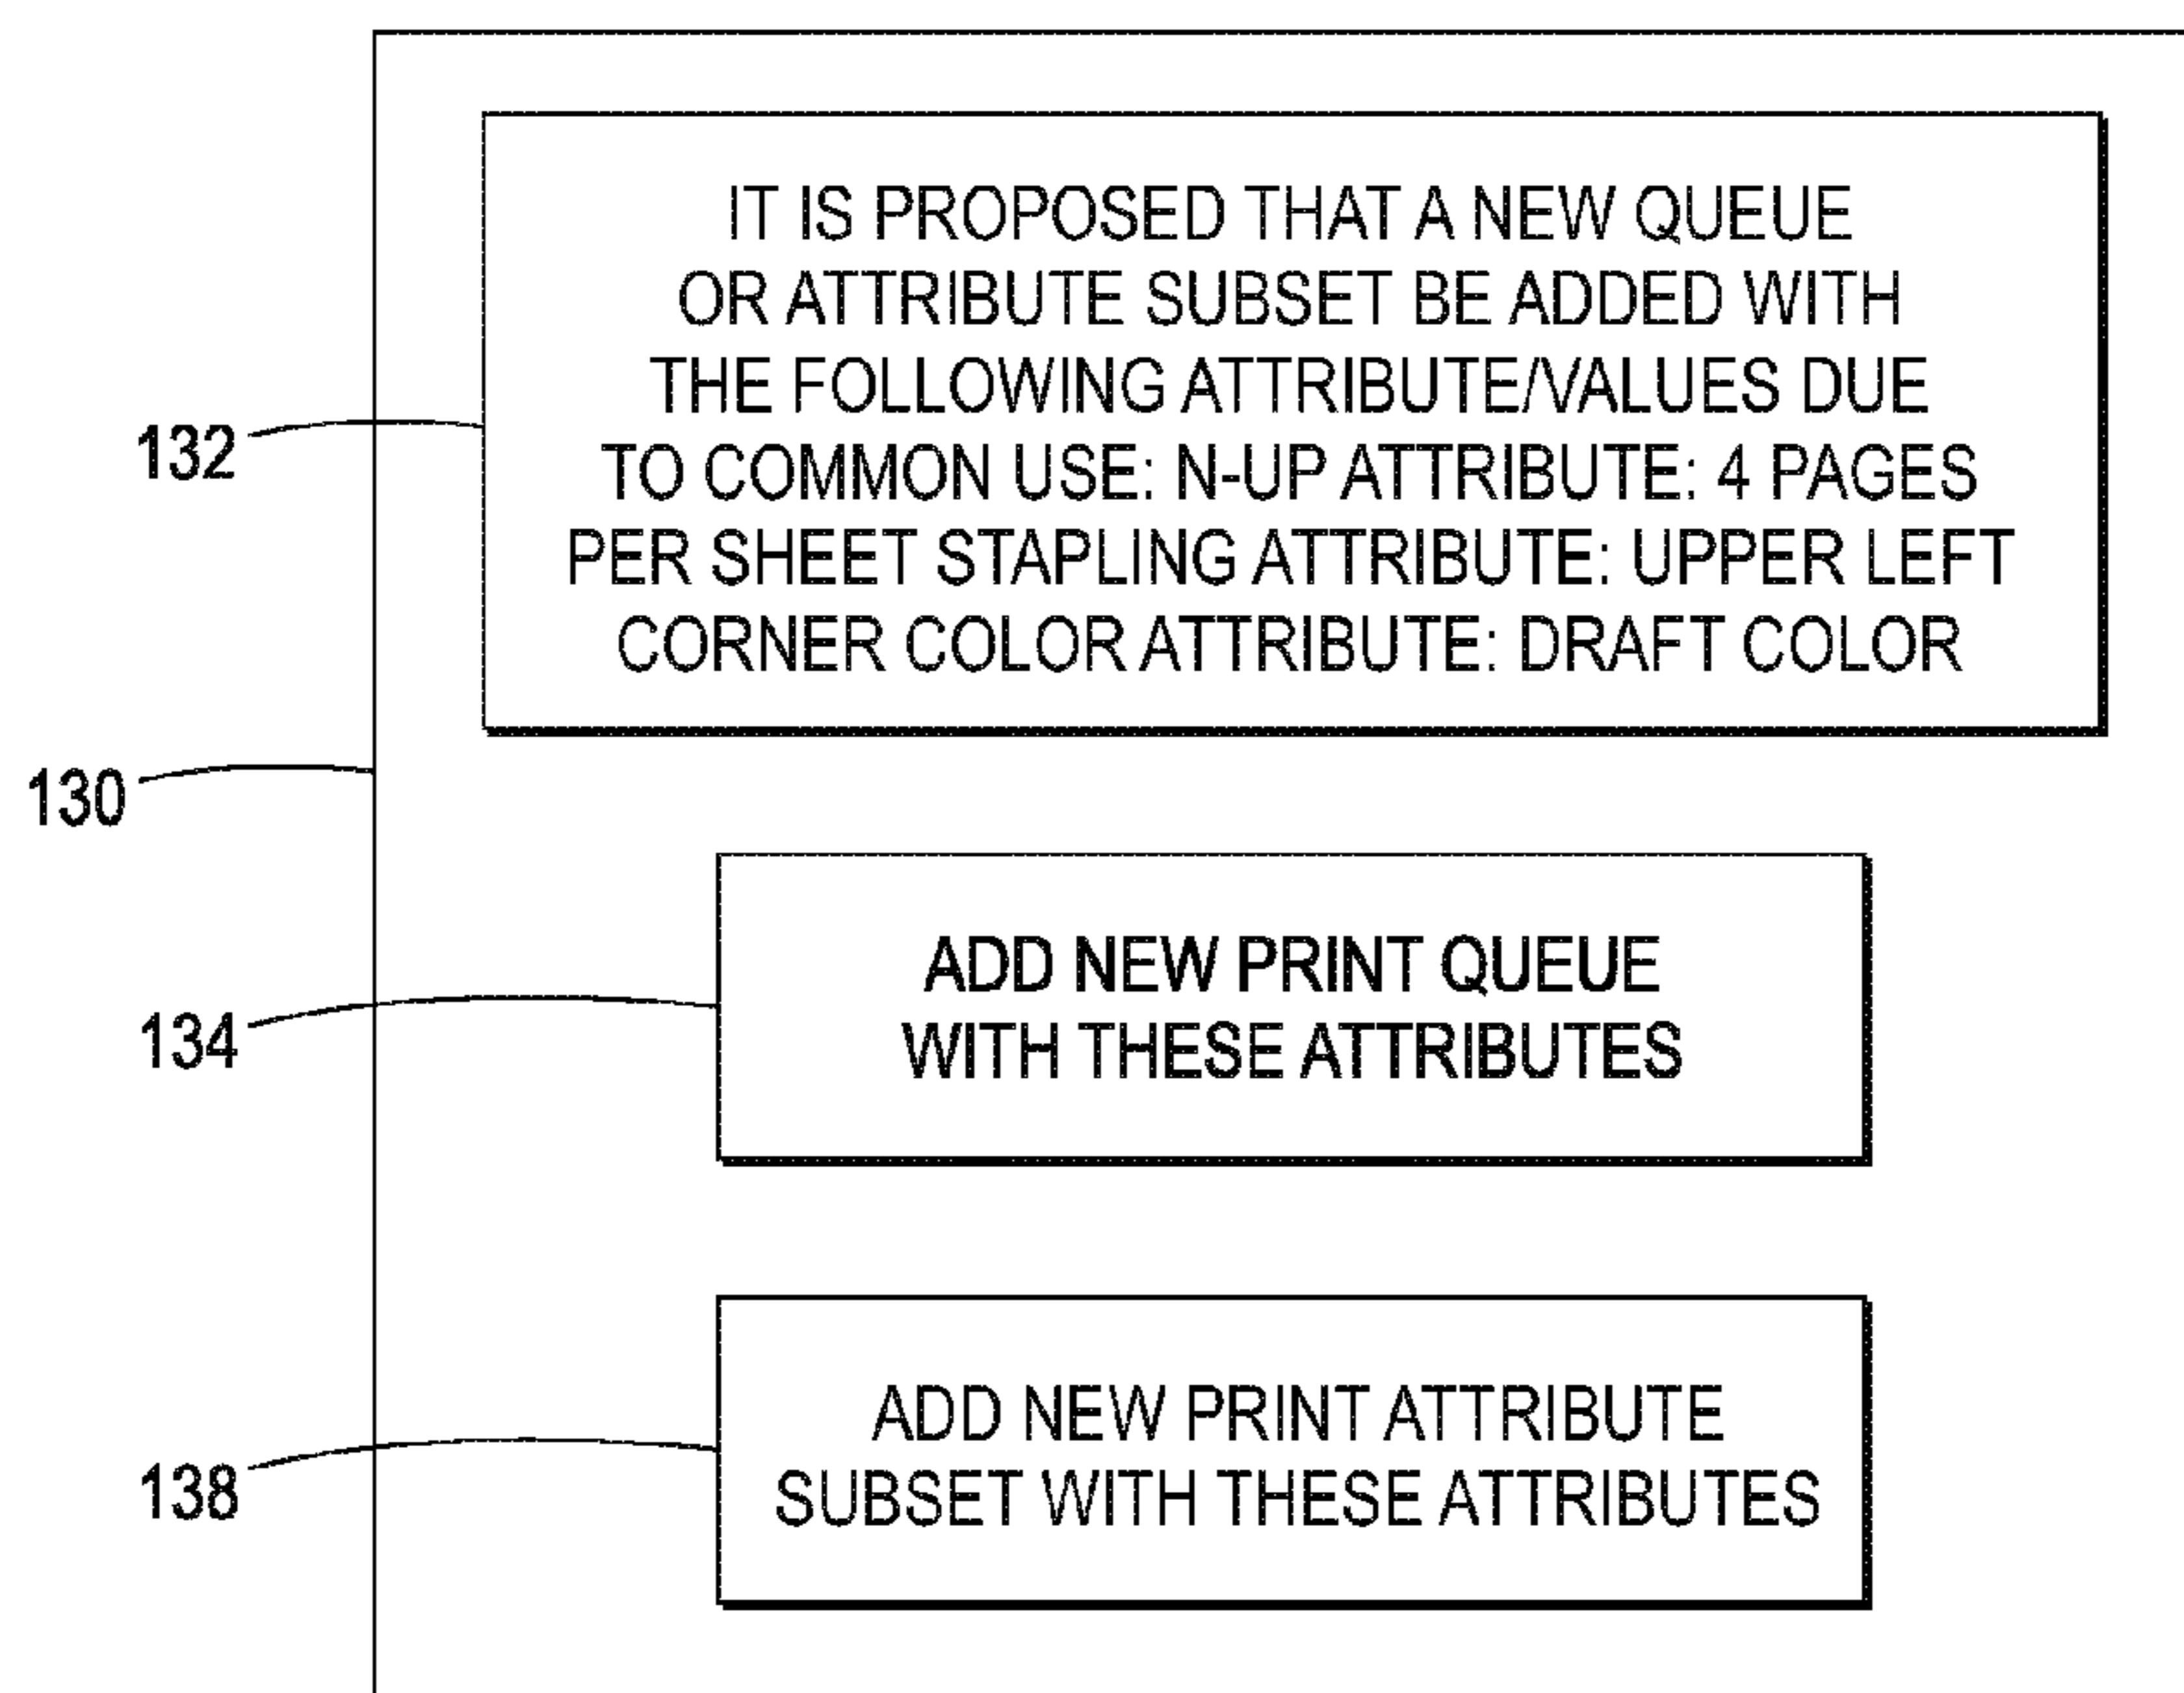 IT IS PROPOSED THAT A NEW QUEUE
OR ATTRIBUTE SUBSET BE ADDED WITH
THE FOLLOWING ATTRIBUTE/VALUES DUE
TO COMMON USE: N-UP ATTRIBUTE: 4 PAGES
PER SHEET STAPLING ATTRIBUTE: UPPER LEFT
CORNER COLOR ATTRIBUTE: DRAFT COLOR
132
130
ADD NEW PRINT QUEUE
WITH THESE ATTRIBUTES
134
ADD NEW PRINT ATTRIBUTE
SUBSET WITH THESE ATTRIBUTES
138